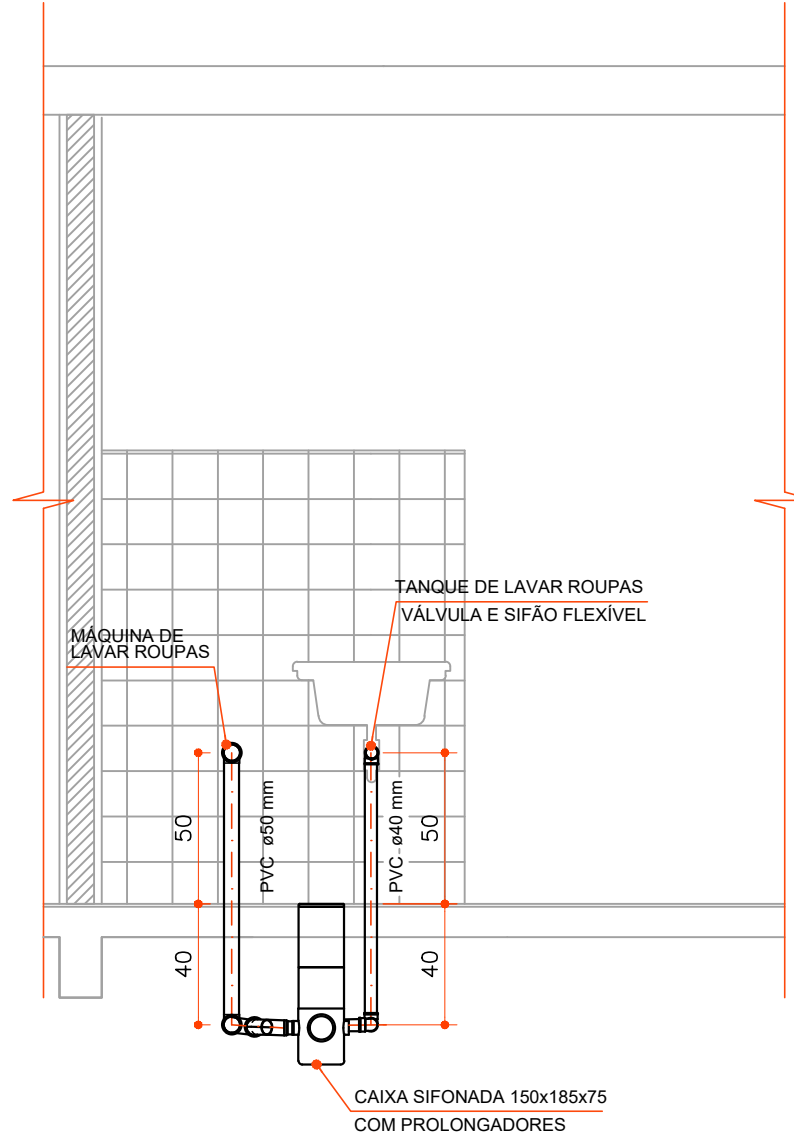 TANQUE DE LAVAR ROUPAS
VÁLVULA E SIFÃO FLEXÍVEL
MÁQUINA DE
LAVAR ROUPAS
50
PVC ø50 mm
PVC ø40 mm
50
40
40
CAIXA SIFONADA 150x185x75
COM PROLONGADORES